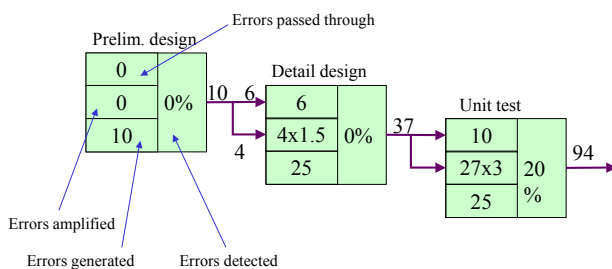 Errors passed through
Prelim. design
0
0
0%
10
10
6
4
Detail design
6
4x1.5
0%
25
37
Unit test
10
27x3
20
%
25
94
Errors amplified
Errors generated
Errors detected